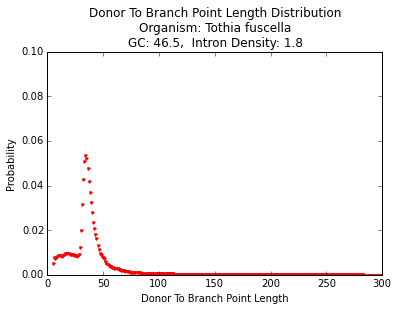 Donor To Branch Point Length Distribution
Organism: Tothia fuscella
GC: 46.5,  Intron Density: 1.8
0.10
0.08
0.06
0.04
0.02
0.00
Probability
0 50 100 150 200 250 300
Donor To Branch Point Length